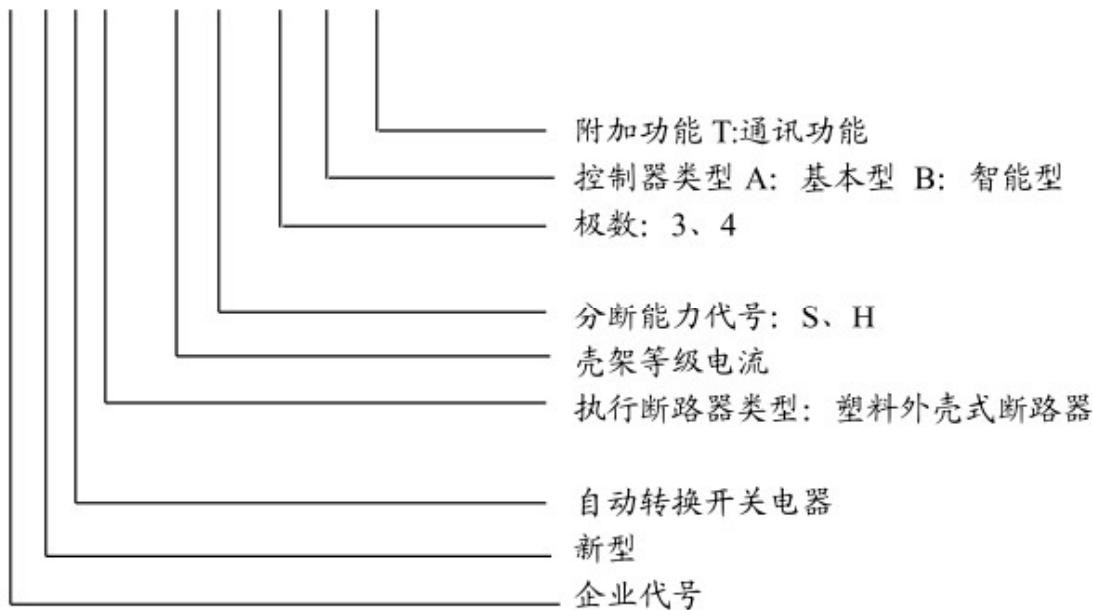 附加功能 T:通讯功能
控制器类型 A：基本型 B：智能型
极数：3、4
分断能力代号：S、H
壳架等级电流
执行断路器类型：塑料外壳式断路器
自动转换开关电器
新型
企业代号